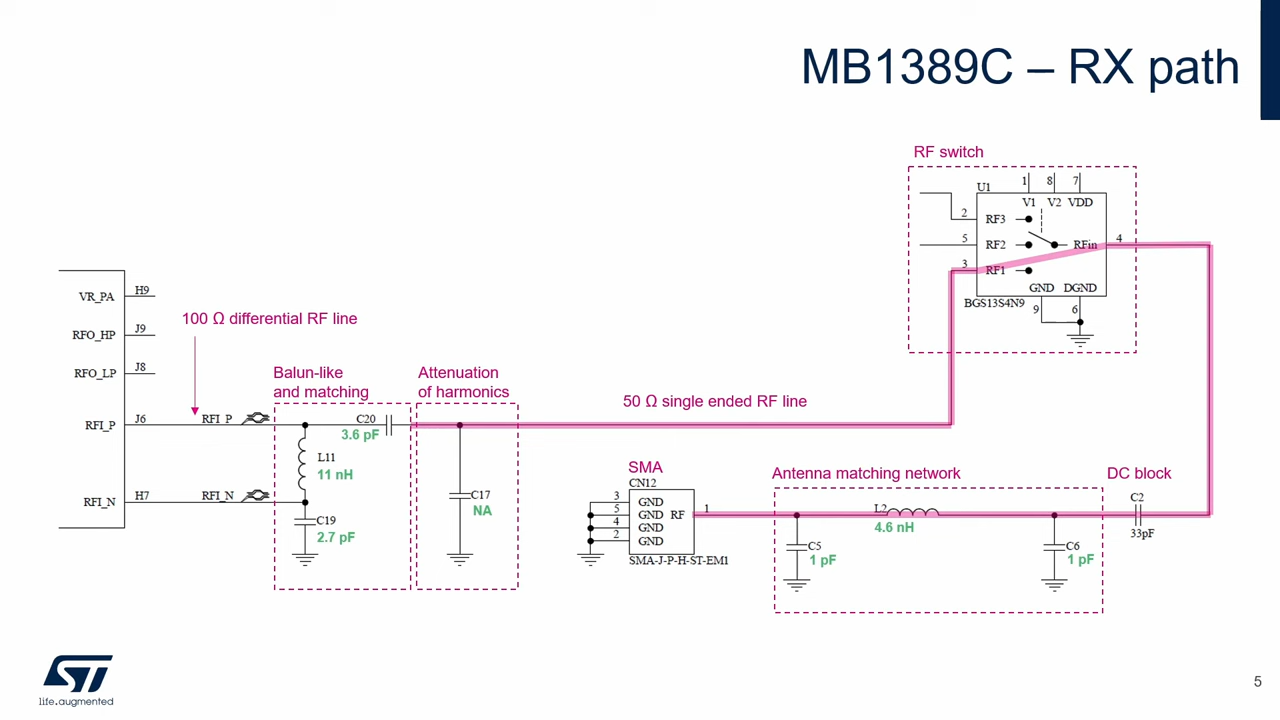 MB1389C – RX path
RF switch
U1
1
8
7
V1
V2
VDD
2
RF3
5
RF2
RFin
4
3
RF1
GND
DGND
BGS13S4N9
9
6
VR_PA
H9
RFO_HP
J9
RFO_LP
J8
RFI_P
J6
RFI_N
H7
100 Ω differential RF line
RFI_P
RFI_N
Balun-like
and matching
C20
3.6 pF
L11
11 nH
C19
2.7 pF
Attenuation
of harmonics
C17
NA
50 Ω single ended RF line
SMA
CN12
3
GND
5
GND
RF
1
4
GND
2
GND
SMA-J-P-H-ST-EM1
Antenna matching network
L2
4.6 nH
C5
1 pF
C6
1 pF
DC block
C2
33pF
ST
life.augmented
5